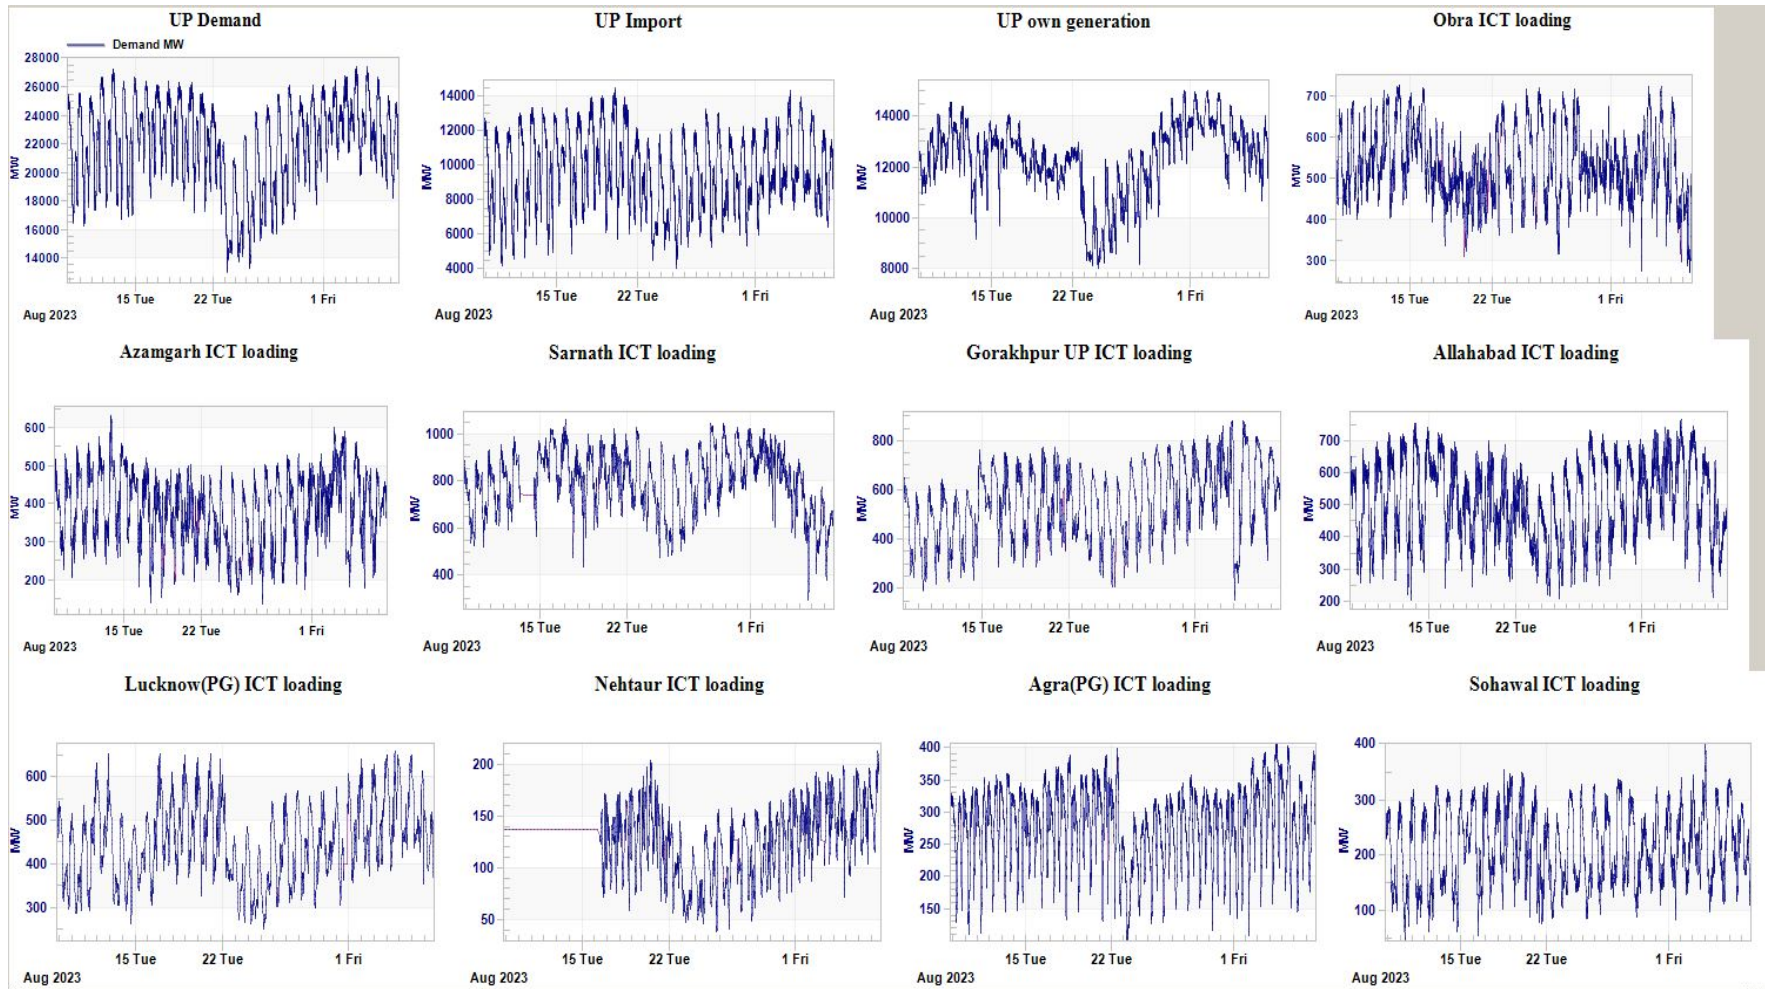 UP Demand
UP Import
UP own generation
Obra ICT loading
Demand MW
28000
26000
24000
22000
20000
18000
16000
14000
MW
15 Tue
22 Tue
1 Fri
Aug 2023
14000
12000
10000
8000
6000
4000
MW
15 Tue
22 Tue
1 Fri
Aug 2023
14000
12000
10000
8000
MW
15 Tue
22 Tue
1 Fri
Aug 2023
700
600
500
400
300
MW
15 Tue
22 Tue
1 Fri
Aug 2023
Azamgarh ICT loading
Sarnath ICT loading
Gorakhpur UP ICT loading
Allahabad ICT loading
600
500
400
300
200
MW
15 Tue
22 Tue
1 Fri
Aug 2023
1000
800
600
400
MW
15 Tue
22 Tue
1 Fri
Aug 2023
800
600
400
200
MW
15 Tue
22 Tue
1 Fri
Aug 2023
700
600
500
400
300
200
MW
15 Tue
22 Tue
1 Fri
Aug 2023
Lucknow(PG) ICT loading
Nehtaur ICT loading
Agra(PG) ICT loading
Sohawal ICT loading
600
500
400
300
MW
15 Tue
22 Tue
1 Fri
Aug 2023
200
150
100
50
MW
15 Tue
22 Tue
1 Fri
Aug 2023
400
350
300
250
200
150
MW
15 Tue
22 Tue
1 Fri
Aug 2023
400
300
200
100
MW
15 Tue
22 Tue
1 Fri
Aug 2023